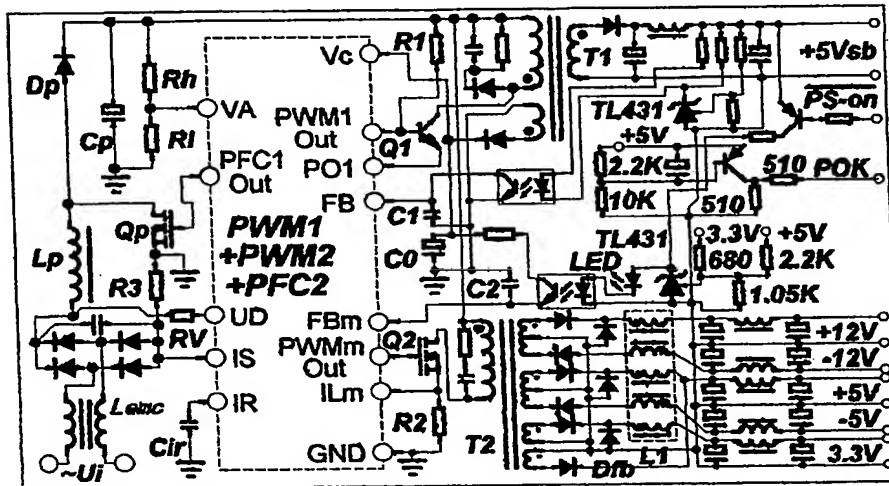 Dp
Rh
Cp
Rl
Lp
Qp
R3
RV
Lemc
~Ui
Cir
VA
PFC1
Out
UD
IS
IR
Vc
PWM1
Out
PO1
FB
PWM1
+PWM2
+PFC2
FBm
PWMm
Out
ILm
GND
R1
Q1
C1
C0
C2
Q2
R2
T1
T2
TL431
+5V
2.2K
10K
510
510
POK
PS-on
+5Vsb
TL431
LED
3.3V
+5V
680
2.2K
1.05K
+12V
-12V
+5V
-5V
3.3V
Dfb
L1